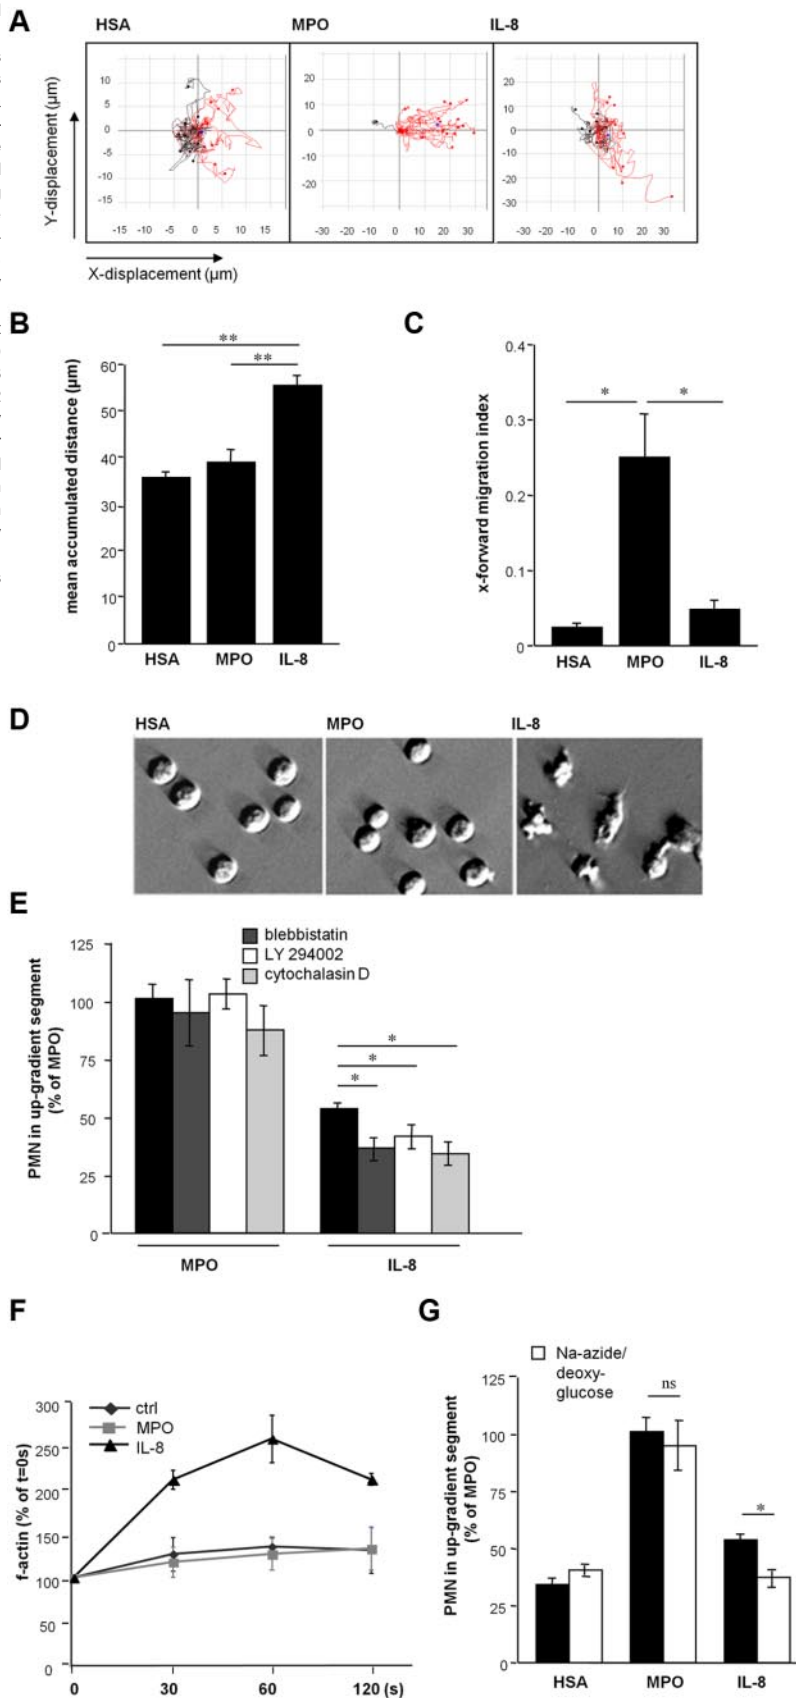 A
HSA
MPO
IL-8
Y-displacement (µm)
10
5
0
-5
-10
-15
-15 -10 -5 0 5 10 15
20
10
0
-10
-20
-30 -20 -10 0 10 20 30
20
10
0
-10
-20
-30
-30 -20 -10 0 10 20 30
X-displacement (µm)
B
mean accumulated distance (µm)
60
50
40
30
20
10
0
**
**
HSA MPO IL-8
C
x-forward migration index
0.4
0.3
0.2
0.1
0
* *
HSA MPO IL-8
D
HSA
MPO
IL-8
E
PMN in up-gradient segment
(% of MPO)
125
100
75
50
25
0
blebbistatin
LY 294002
cytochalasin D
*
*
*
MPO
IL-8
F
f-actin (% of t=0s)
300
250
200
150
100
50
0
ctrl
MPO
IL-8
0 30 60 120 (s)
G
PMN in up-gradient segment
(% of MPO)
125
100
75
50
25
0
Na-azide/
deoxy-
glucose
ns
*
HSA MPO IL-8